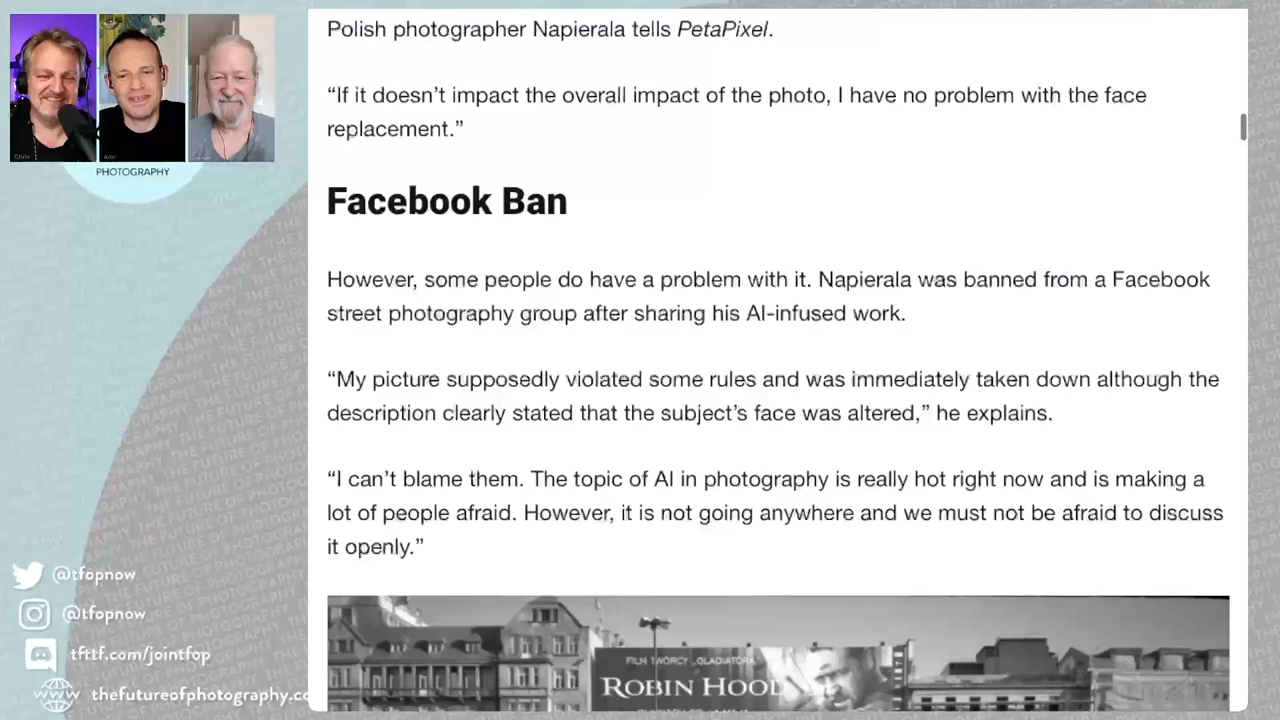 Polish photographer Napierala tells PetaPixel.
“If it doesn’t impact the overall impact of the photo, I have no problem with the face
replacement.”
PHOTOGRAPHY
Facebook Ban
However, some people do have a problem with it. Napierala was banned from a Facebook
street photography group after sharing his AI-infused work.
“My picture supposedly violated some rules and was immediately taken down although the
description clearly stated that the subject’s face was altered,” he explains.
“I can’t blame them. The topic of AI in photography is really hot right now and is making a
lot of people afraid. However, it is not going anywhere and we must not be afraid to discuss
it openly.”
@tfopnow
@tfopnow
tfttf.com/jointfop
thefutureofphotography.co
FILM TWÓRCY „GLADIATORA”
ROBIN HOOD